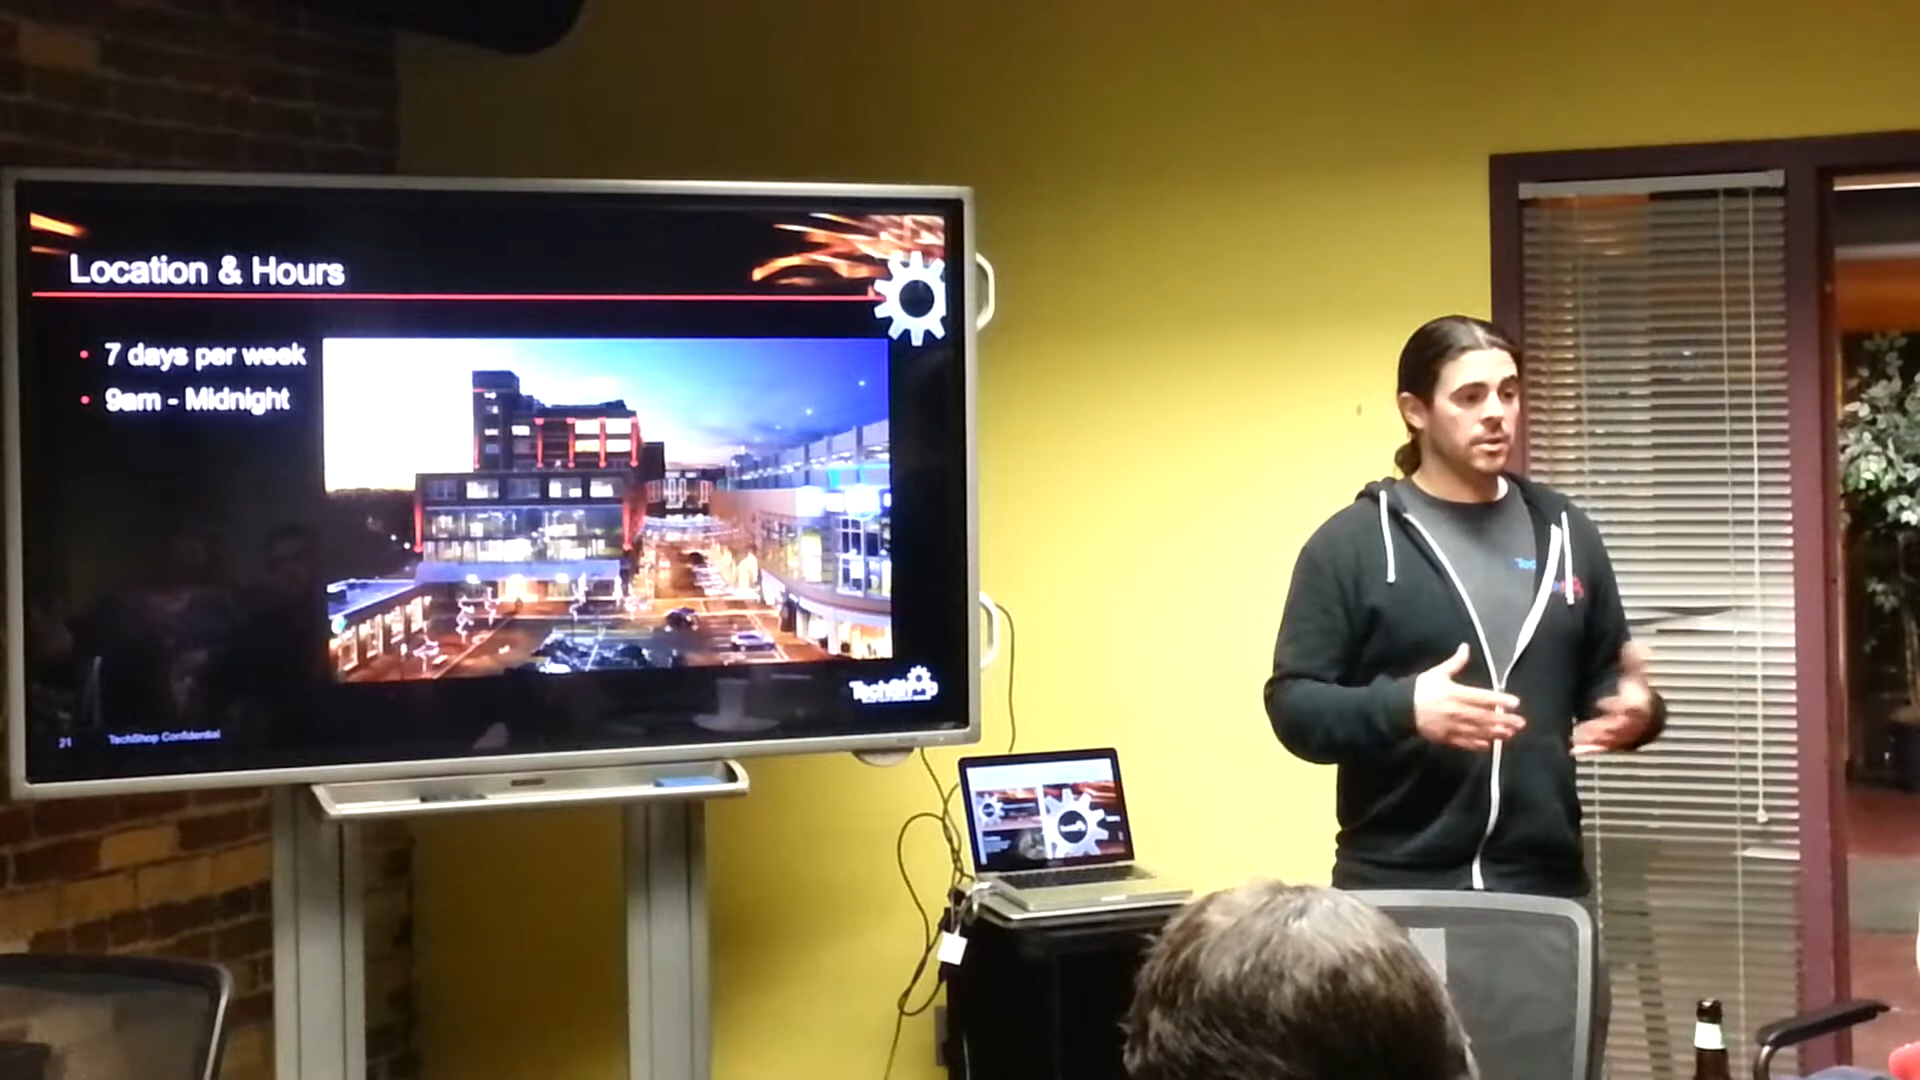 Location & Hours
• 7 days per week
• 9am - Midnight
TechShop
21 TechShop Confidential